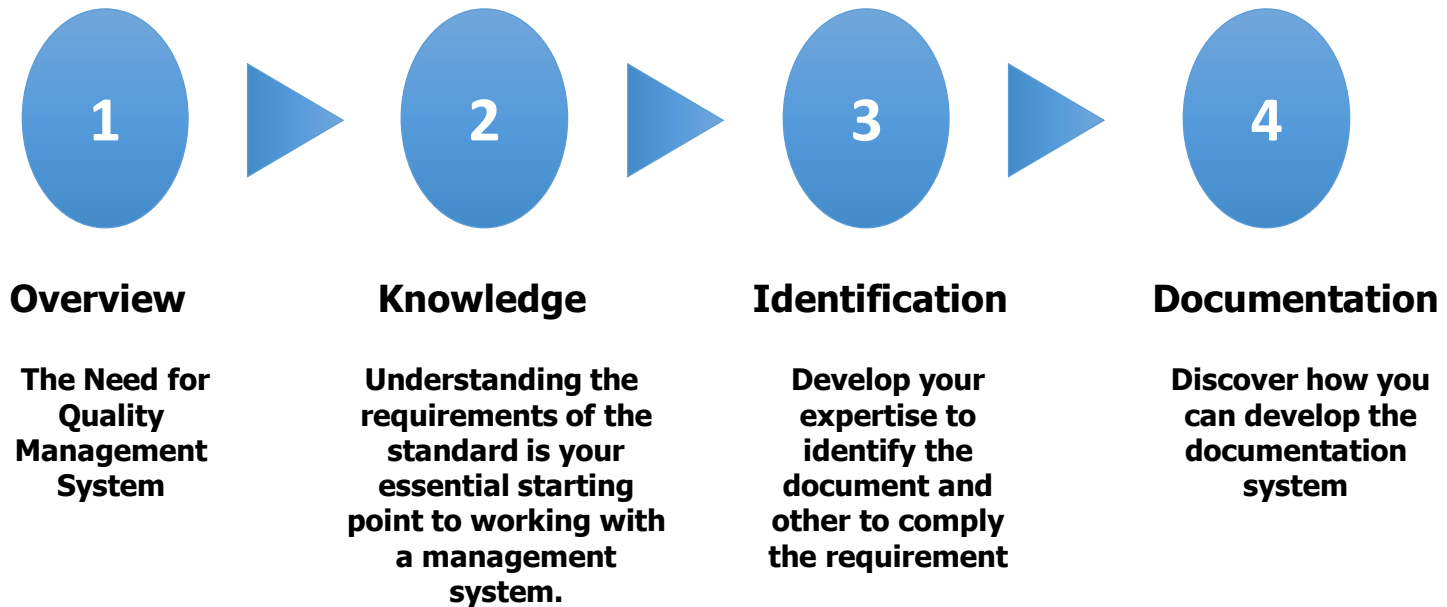 1
2
3
4
Overview
Knowledge
Identification
Documentation
The Need for
Quality
Management
System
Understanding the
requirements of the
standard is your
essential starting
point to working with
a management
system.
Develop your
expertise to
identify the
document and
other to comply
the requirement
Discover how you
can develop the
documentation
system